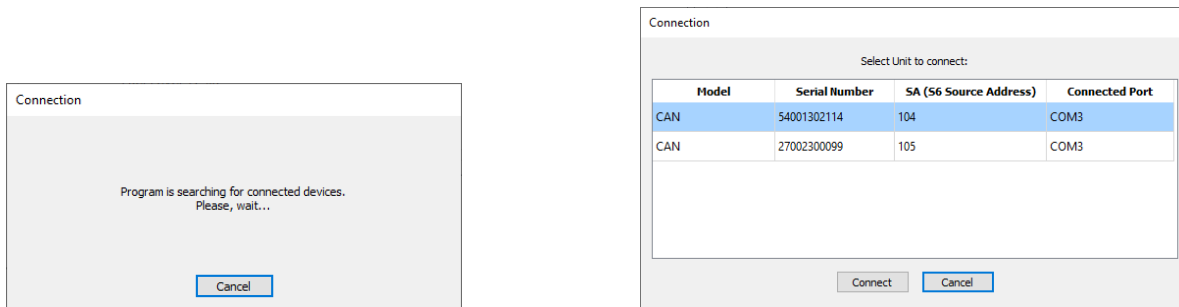 Connection
Program is searching for connected devices.
Please, wait...
Cancel
Connection
Select Unit to connect:
Model Serial Number SA (S6 Source Address) Connected Port
CAN 54001302114 104 COM3
CAN 27002300099 105 COM3
Connect Cancel